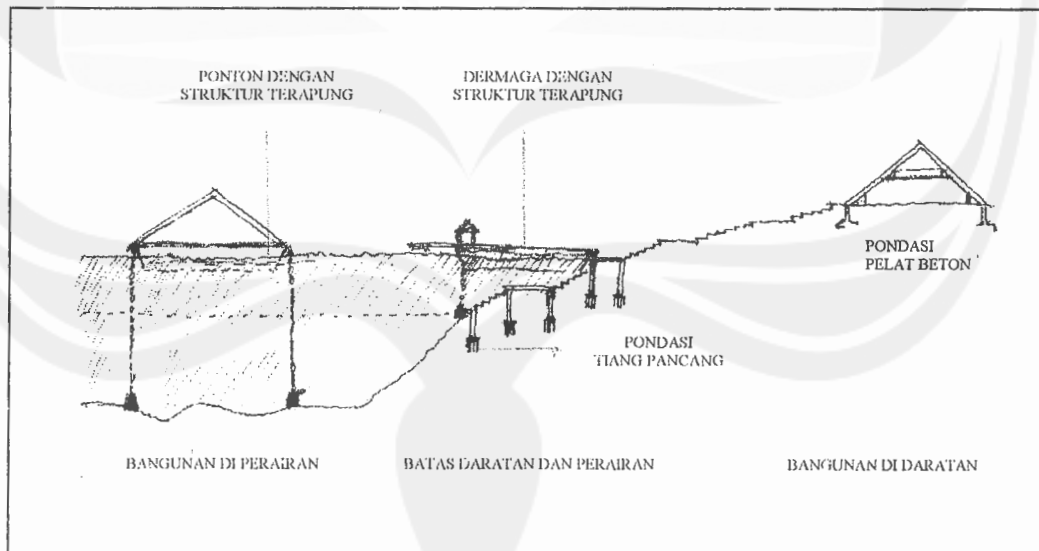 PONTON DENGAN
STRUKTUR TERAPUNG
DERMAGA DENGAN
STRUKTUR TERAPUNG
PONDASI
PELAT BETON
PONDASI
TIANG PANCANG
BANGUNAN DI PERAIRAN
BATAS DARATAN DAN PERAIRAN
BANGUNAN DI DARATAN